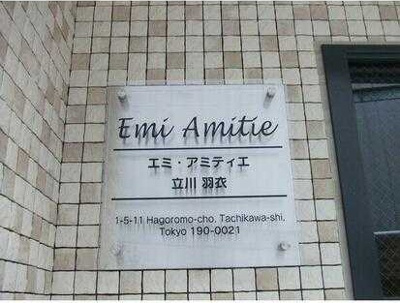 Emi Amitie
エミ・アミティエ
立川 羽衣
1-5-11 Hagoromo-cho. Tachikawa-shi.
Tokyo 190-0021